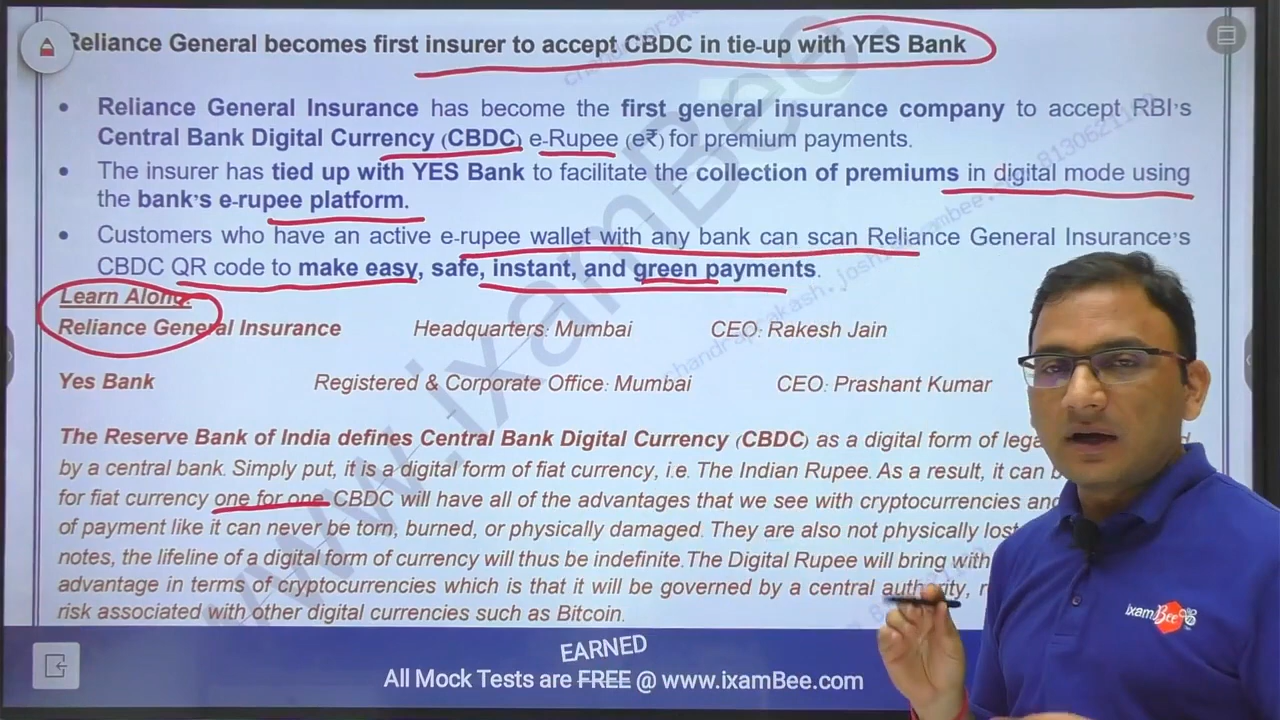 Reliance General becomes first insurer to accept CBDC in tie-up with YES Bank
• Reliance General Insurance has become the first general insurance company to accept RBI's
Central Bank Digital Currency (CBDC) e-Rupee (e₹) for premium payments.
• The insurer has tied up with YES Bank to facilitate the collection of premiums in digital mode using
the bank's e-rupee platform.
• Customers who have an active e-rupee wallet with any bank can scan Reliance General Insurance's
CBDC QR code to make easy, safe, instant, and green payments.
Learn Along:
Reliance General Insurance Headquarters: Mumbai CEO: Rakesh Jain
Yes Bank Registered & Corporate Office: Mumbai CEO: Prashant Kumar
The Reserve Bank of India defines Central Bank Digital Currency (CBDC) as a digital form of
by a central bank. Simply put, it is a digital form of fiat currency, i.e. The Indian Rupee. As a result, it can
for fiat currency one for one. CBDC will have all of the advantages that we see with cryptocurrencies and
of payment like it can never be torn, burned, or physically damaged. They are also not physically
notes, the lifeline of a digital form of currency will thus be indefinite. The Digital Rupee will bring with
advantage in terms of cryptocurrencies which is that it will be governed by a central authority,
risk associated with other digital currencies such as Bitcoin.
EARNED
All Mock Tests are FREE @ www.ixamBee.com
ixamBee
www.ixamBee.